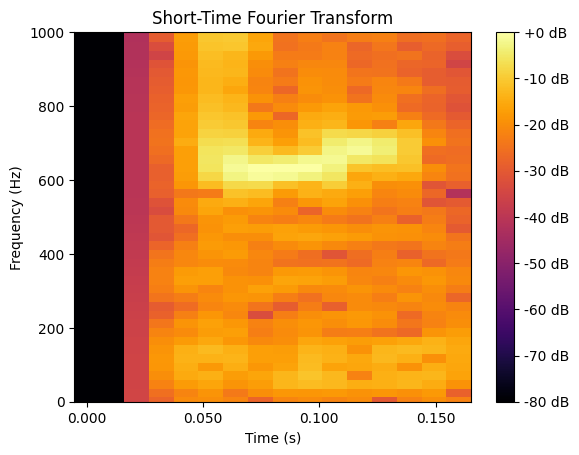 Short-Time Fourier Transform
1000
800
600
400
200
0
Frequency (Hz)
0.000
0.050
0.100
0.150
Time (s)
+0 dB
-10 dB
-20 dB
-30 dB
-40 dB
-50 dB
-60 dB
-70 dB
-80 dB